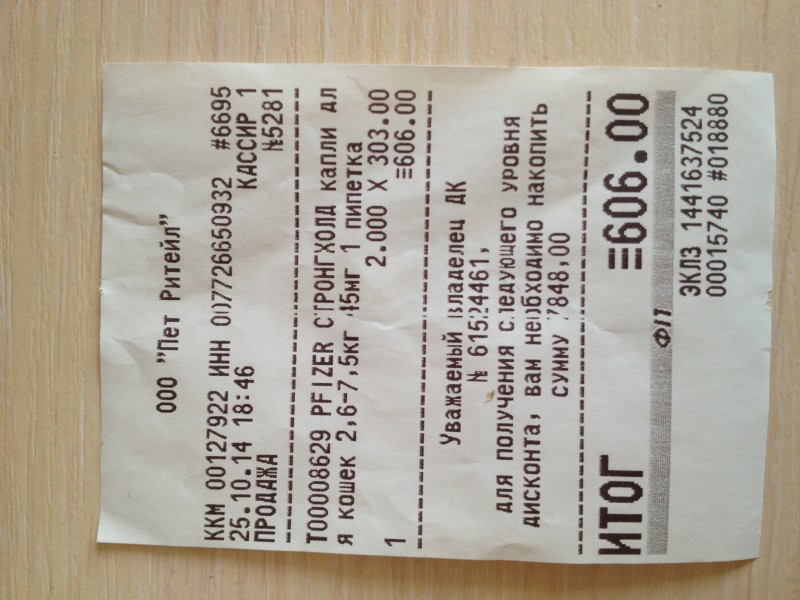 ООО "Пет Ритейл"
ККМ 00127922 ИНН 007726650932 #6695
25.10.14 18:46 КАССИР 1
ПРОДАЖА №5281
Т00008629 PFIZER СТРОНГХОЛД капли дл
я кошек 2,6-7,5кг 45мг 1 пипетка
1 2.000 X 303.00
≡606.00
Уважаемый владелец ДК
№ 61524461,
для получения следующего уровня
дисконта, вам необходимо накопить
сумму 7848,00
ИТОГ ≡606.00
ФП
ЭКЛЗ 1441637524
00015740 #018880